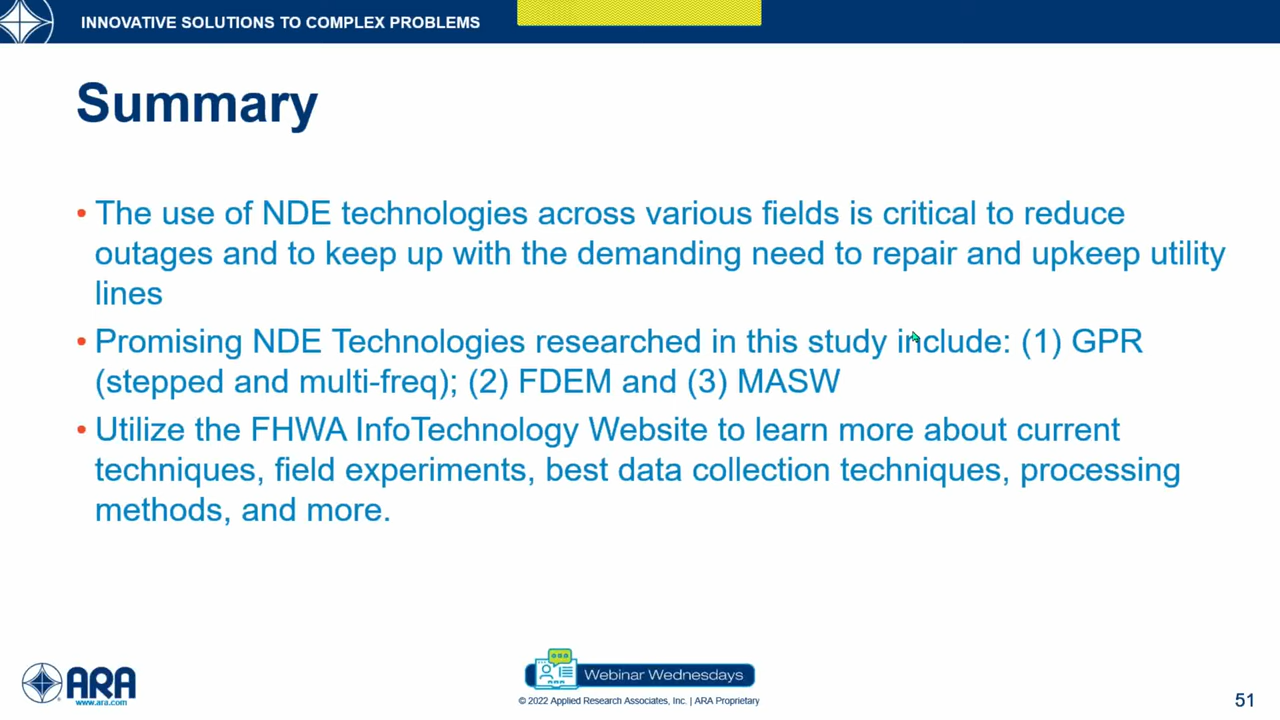 INNOVATIVE SOLUTIONS TO COMPLEX PROBLEMS
Summary
• The use of NDE technologies across various fields is critical to reduce
outages and to keep up with the demanding need to repair and upkeep utility
lines
• Promising NDE Technologies researched in this study include: (1) GPR
(stepped and multi-freq); (2) FDEM and (3) MASW
• Utilize the FHWA InfoTechnology Website to learn more about current
techniques, field experiments, best data collection techniques, processing
methods, and more.
ARA
www.ara.com
Webinar Wednesdays
© 2022 Applied Research Associates, Inc. | ARA Proprietary
51